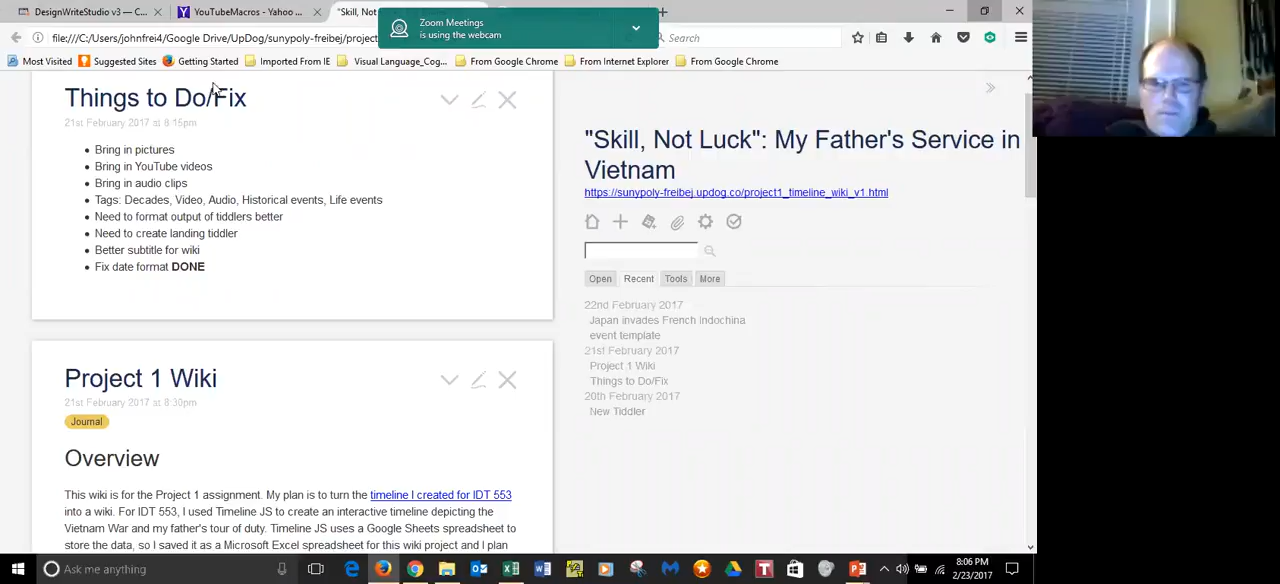 DesignWriteStudio v3 — C...
YouTubeMacros - Yahoo ...
"Skill, Not
Zoom Meetings
is using the webcam
file:///C:/Users/johnfrei4/Google Drive/UpDog/sunypoly-freibej/project
Search
Most Visited
Suggested Sites
Getting Started
Imported From IE
Visual_Language_Cog...
From Google Chrome
From Internet Explorer
From Google Chrome
Things to Do/Fix
21st February 2017 at 8:15pm
Bring in pictures
Bring in YouTube videos
Bring in audio clips
Tags: Decades, Video, Audio, Historical events, Life events
Need to format output of tiddlers better
Need to create landing tiddler
Better subtitle for wiki
Fix date format DONE
Project 1 Wiki
21st February 2017 at 8:30pm
Journal
Overview
This wiki is for the Project 1 assignment. My plan is to turn the timeline I created for IDT 553
into a wiki. For IDT 553, I used Timeline JS to create an interactive timeline depicting the
Vietnam War and my father's tour of duty. Timeline JS uses a Google Sheets spreadsheet to
store the data, so I saved it as a Microsoft Excel spreadsheet for this wiki project and I plan
"Skill, Not Luck": My Father's Service in
Vietnam
https://sunypoly-freibej.updog.co/project1_timeline_wiki_v1.html
Open
Recent
Tools
More
22nd February 2017
Japan invades French Indochina
event template
21st February 2017
Project 1 Wiki
Things to Do/Fix
20th February 2017
New Tiddler
Ask me anything
8:06 PM
2/23/2017